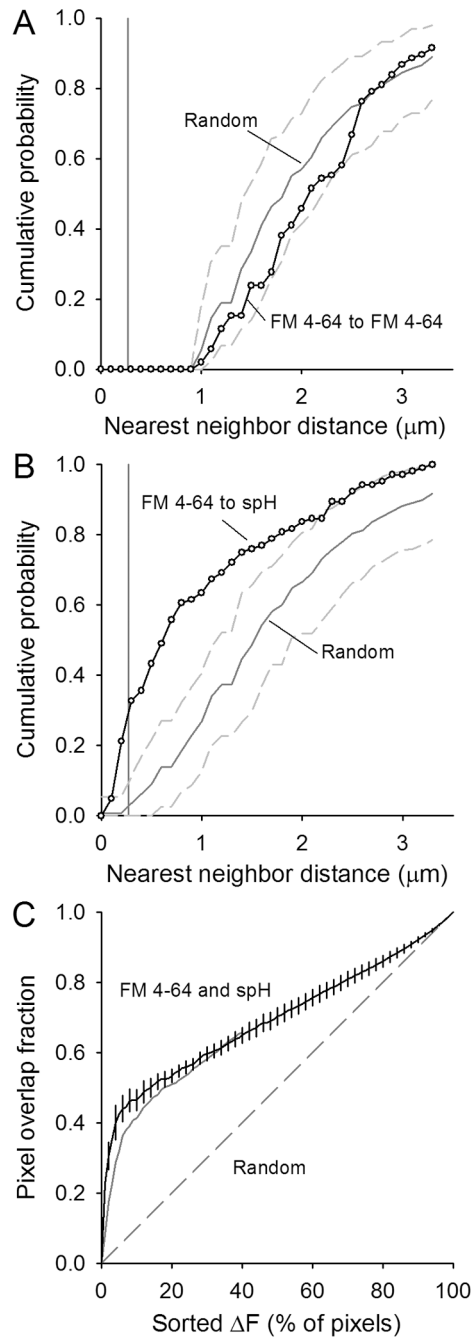 A
1.0
0.8
0.6
0.4
0.2
0.0
Cumulative probability
Random
FM 4-64 to FM 4-64
0
1
2
3
Nearest neighbor distance (μm)
B
1.0
0.8
0.6
0.4
0.2
0.0
Cumulative probability
FM 4-64 to spH
Random
0
1
2
3
Nearest neighbor distance (μm)
C
1.0
0.8
0.6
0.4
0.2
0.0
Pixel overlap fraction
FM 4-64 and spH
Random
0
20
40
60
80
100
Sorted ΔF (% of pixels)